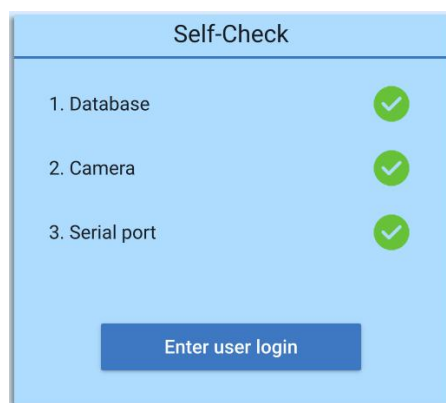 Self-Check
1. Database
2. Camera
3. Serial port
Enter user login